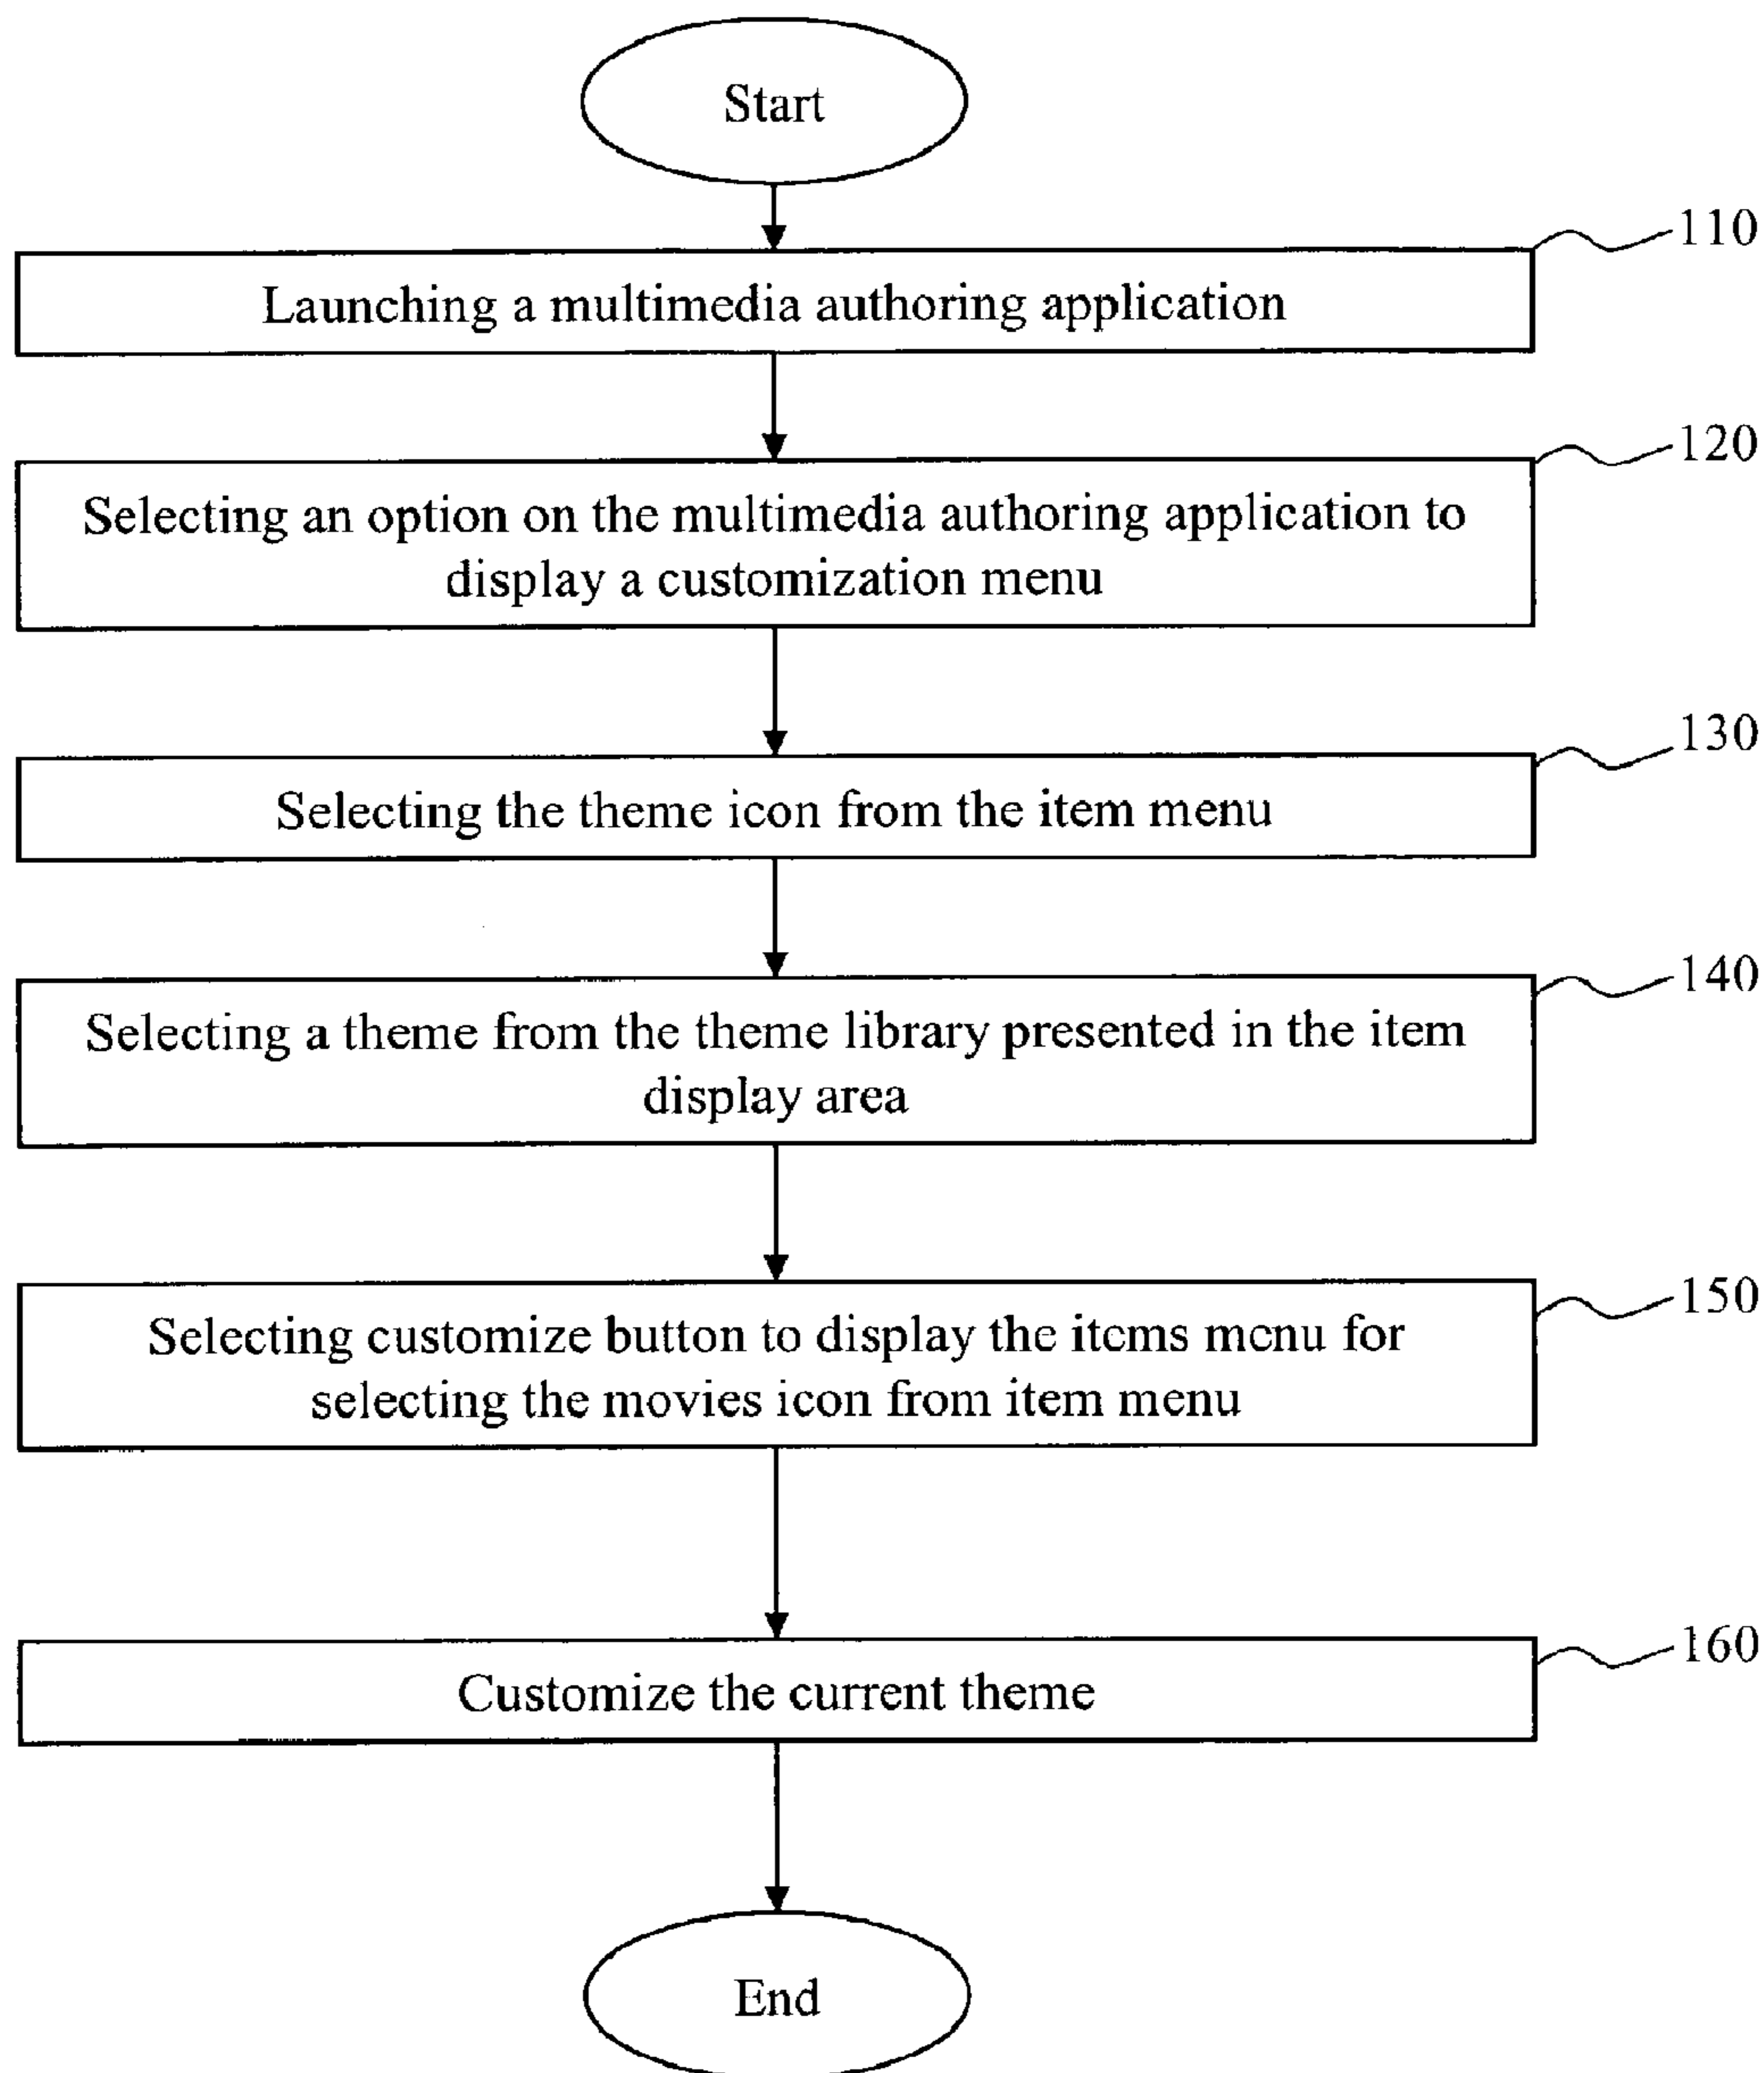 Start
110
Launching a multimedia authoring application
120
Selecting an option on the multimedia authoring application to
display a customization menu
130
Selecting the theme icon from the item menu
140
Selecting a theme from the theme library presented in the item
display area
150
Selecting customize button to display the items menu for
selecting the movies icon from item menu
160
Customize the current theme
End